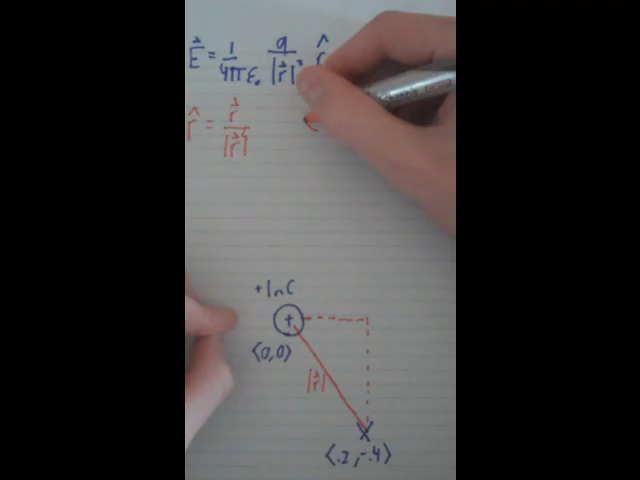 E⃗ = 1/4πε₀ q/|r⃗|² r̂
r̂ = r⃗/|r⃗|
+1nC
+
<0,0>
|r⃗|
<.2,-.4>